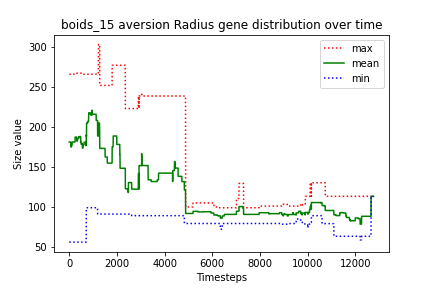 boids_15 aversion Radius gene distribution over time
max
mean
min
Size value
300
250
200
150
100
50
0
2000
4000
6000
8000
10000
12000
Timesteps